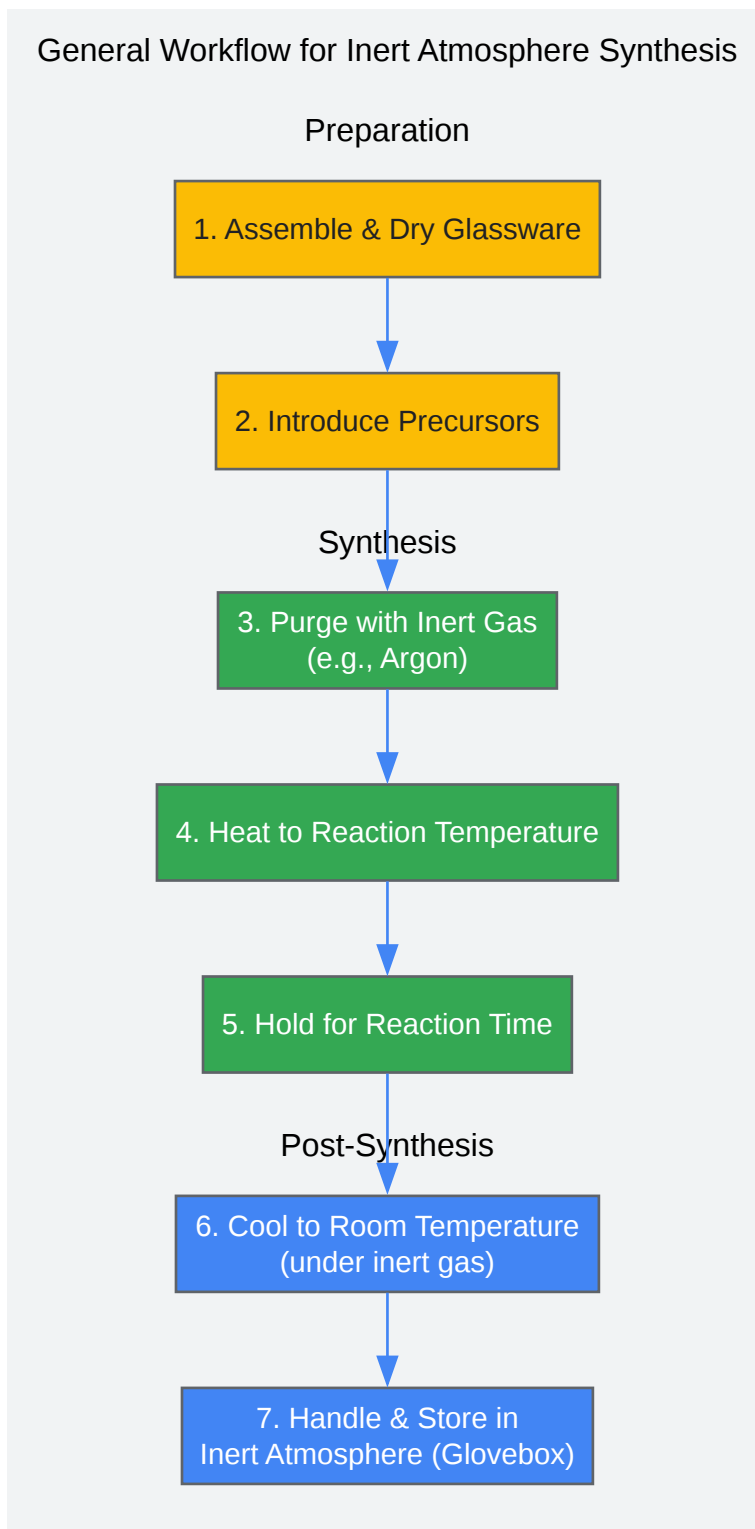 General Workflow for Inert Atmosphere Synthesis
Preparation
1. Assemble & Dry Glassware
2. Introduce Precursors
Synthesis
3. Purge with Inert Gas
(e.g., Argon)
4. Heat to Reaction Temperature
5. Hold for Reaction Time
Post-Synthesis
6. Cool to Room Temperature
(under inert gas)
7. Handle & Store in
Inert Atmosphere (Glovebox)